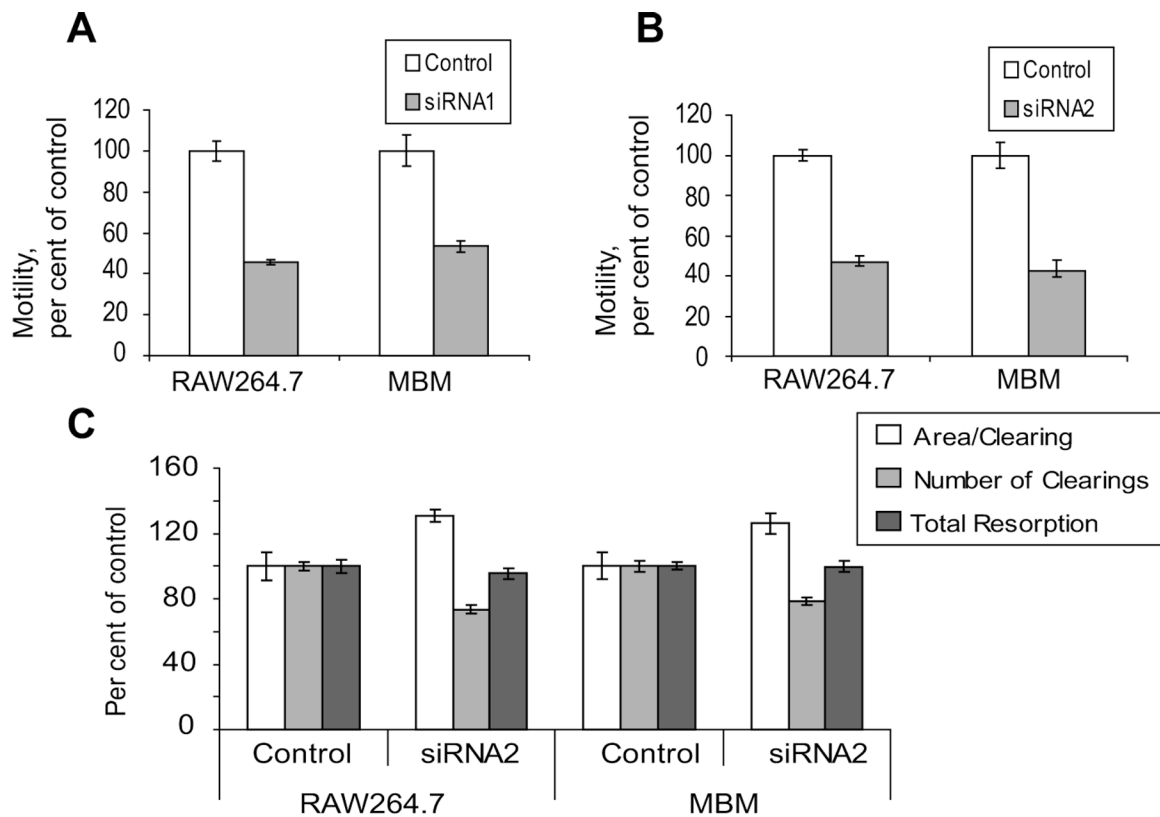 A
Control
siRNA1
Motility,
per cent of control
120
100
80
60
40
20
0
RAW264.7
MBM
B
Control
siRNA2
Motility,
per cent of control
120
100
80
60
40
20
0
RAW264.7
MBM
C
Area/Clearing
Number of Clearings
Total Resorption
Per cent of control
160
120
80
40
0
Control siRNA2 Control siRNA2
RAW264.7 MBM